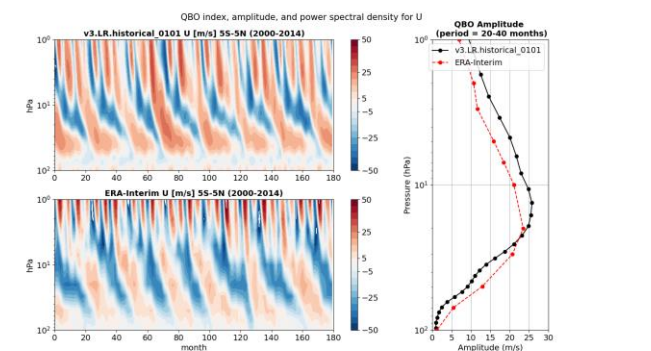 QBO index, amplitude, and power spectral density for U
v3.LR.historical_0101 U [m/s] 5S-5N (2000-2014)
hPa
10⁰
10¹
10²
0 20 40 60 80 100 120 140 160 180
50
25
5
−5
−25
−50
ERA-Interim U [m/s] 5S-5N (2000-2014)
hPa
10⁰
10¹
10²
0 20 40 60 80 100 120 140 160 180
month
50
25
5
−5
−25
−50
QBO Amplitude
(period = 20-40 months)
v3.LR.historical_0101
ERA-Interim
Pressure (hPa)
10⁰
10¹
10²
0 5 10 15 20 25 30
Amplitude (m/s)